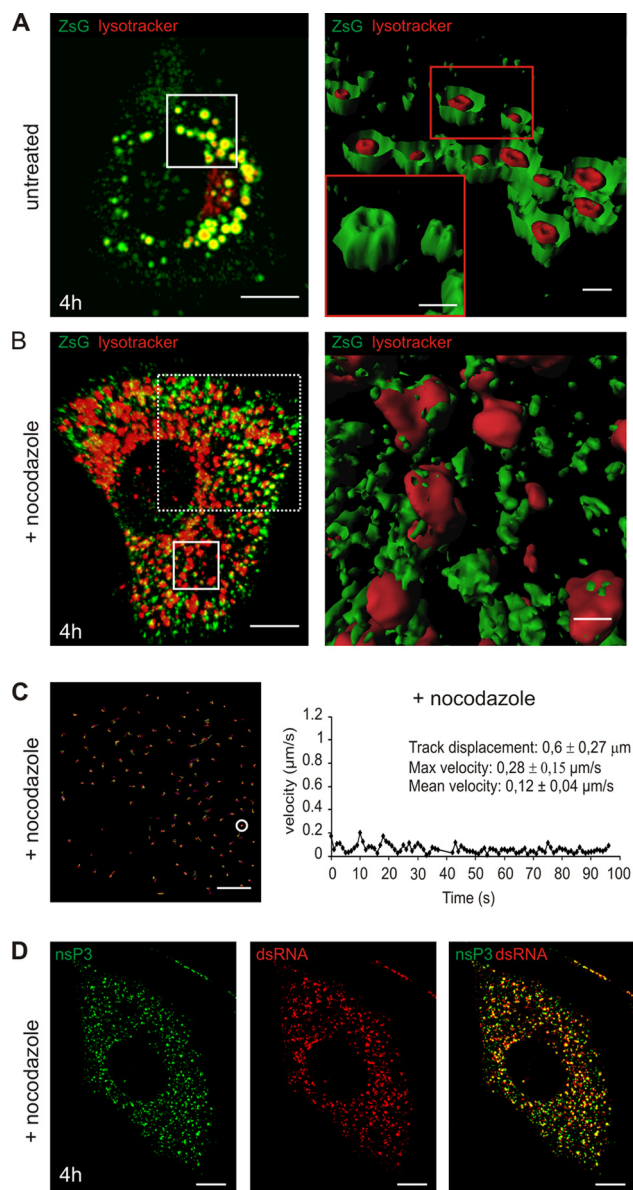 A
ZsG lysotracker
ZsG lysotracker
untreated
4h
B
ZsG lysotracker
ZsG lysotracker
+ nocodazole
4h
C
+ nocodazole
+ nocodazole
velocity (μm/s)
1.2
1
0.8
0.6
0.4
0.2
0
Track displacement: 0,6 ± 0,27 μm
Max velocity: 0,28 ± 0,15 μm/s
Mean velocity: 0,12 ± 0,04 μm/s
0 10 20 30 40 50 60 70 80 90 100
Time (s)
D
nsP3
dsRNA
nsP3 dsRNA
+ nocodazole
4h